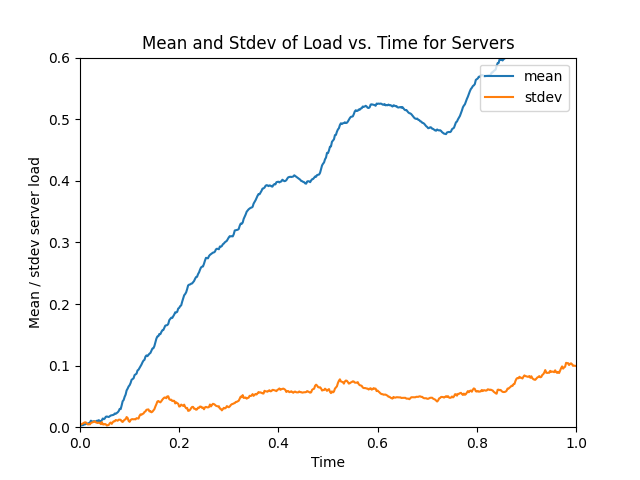 Mean and Stdev of Load vs. Time for Servers
0.6
0.5
0.4
0.3
0.2
0.1
0.0
Mean / stdev server load
mean
stdev
0.0 0.2 0.4 0.6 0.8 1.0
Time